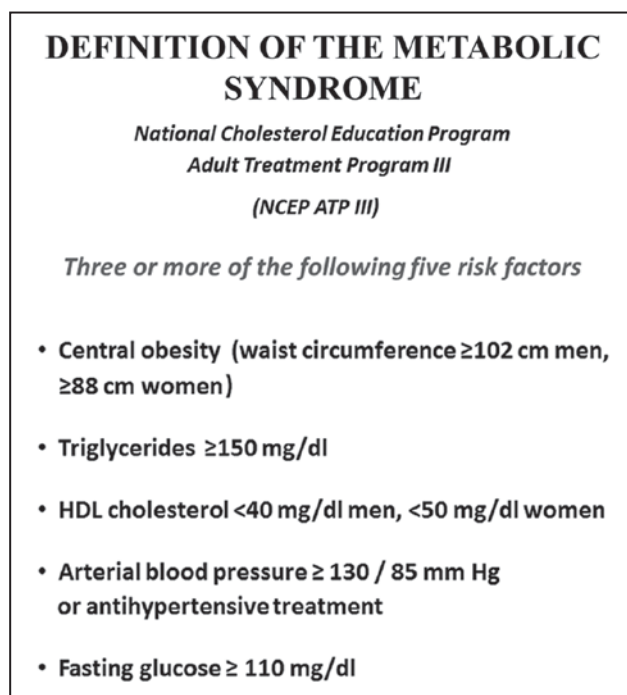 DEFINITION OF THE METABOLIC
SYNDROME
National Cholesterol Education Program
Adult Treatment Program III
(NCEP ATP III)
Three or more of the following five risk factors
• Central obesity (waist circumference ≥102 cm men,
≥88 cm women)
• Triglycerides ≥150 mg/dl
• HDL cholesterol <40 mg/dl men, <50 mg/dl women
• Arterial blood pressure ≥ 130 / 85 mm Hg
or antihypertensive treatment
• Fasting glucose ≥ 110 mg/dl